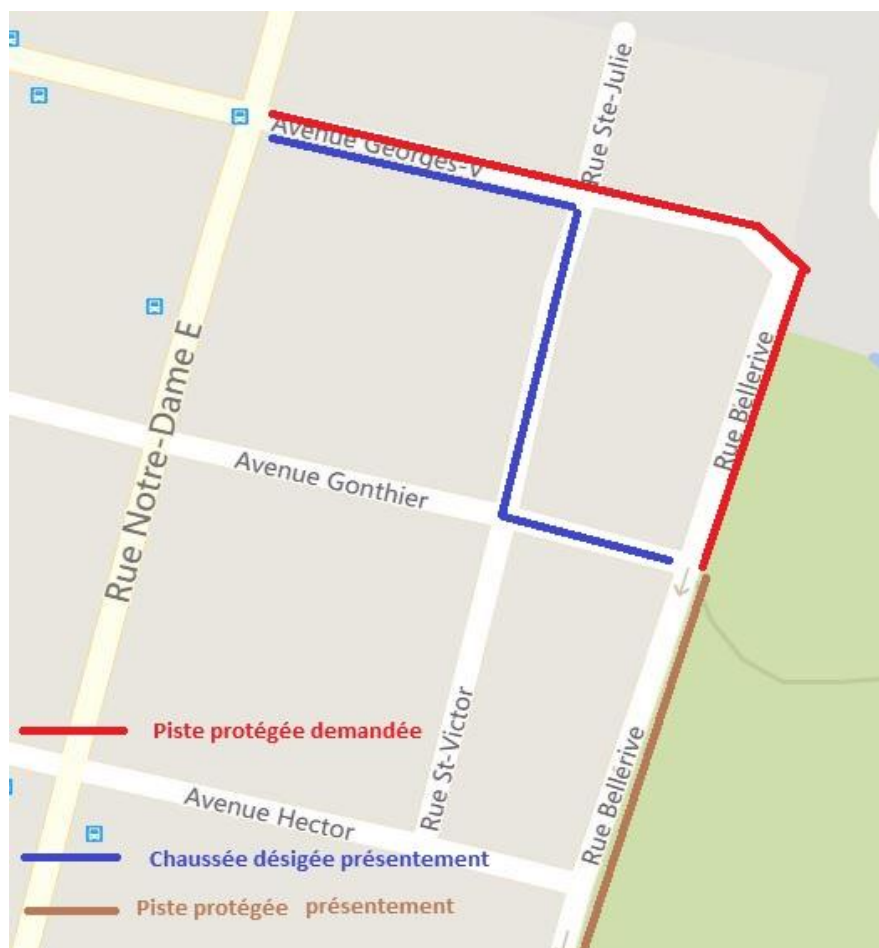 Rue Ste-Julie
Avenue Georges-V
Rue Bellerive
Rue Notre-Dame E
Avenue Gonthier
Rue St-Victor
Rue Bellerive
Piste protégée demandée
Avenue Hector
Chaussée désigée présentement
Piste protégée présentement